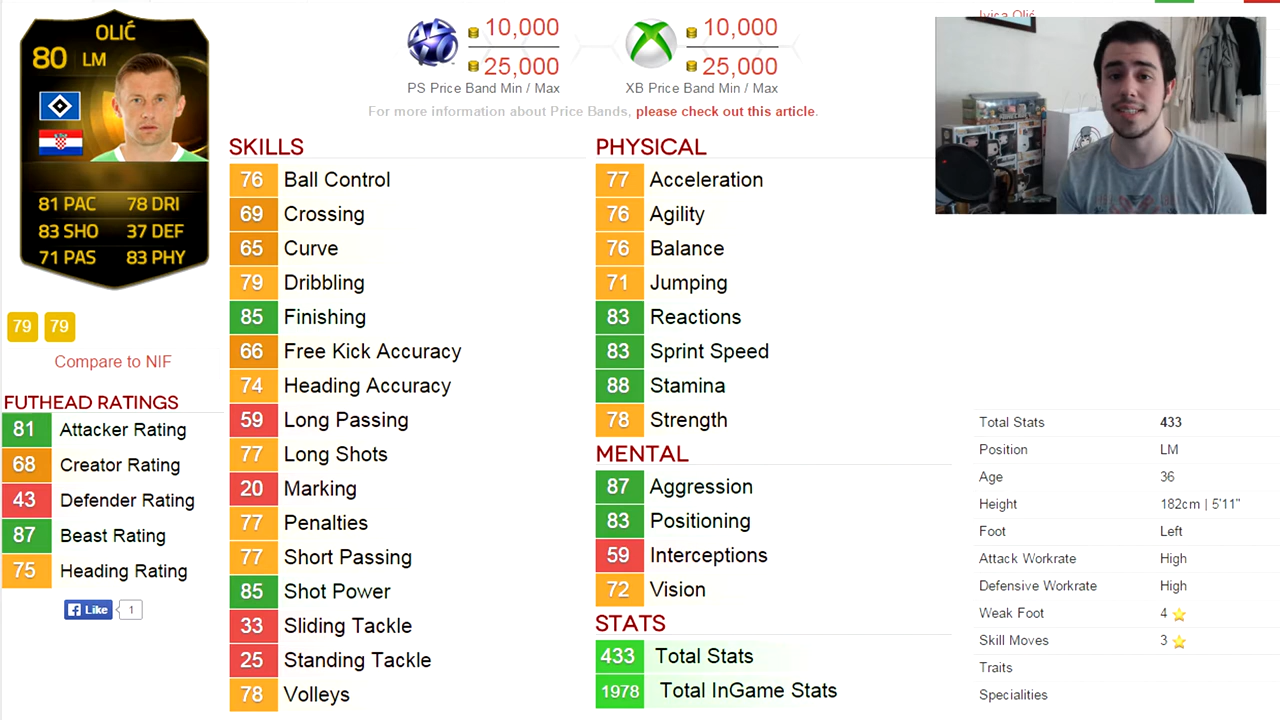 OLIĆ
80 LM
81 PAC 78 DRI
83 SHO 37 DEF
71 PAS 83 PHY
79 79
Compare to NIF
FUTHEAD RATINGS
81 Attacker Rating
68 Creator Rating
43 Defender Rating
87 Beast Rating
75 Heading Rating
Like 1
10,000
25,000
PS Price Band Min / Max
10,000
25,000
XB Price Band Min / Max
For more information about Price Bands, please check out this article.
SKILLS
76 Ball Control
69 Crossing
65 Curve
79 Dribbling
85 Finishing
66 Free Kick Accuracy
74 Heading Accuracy
59 Long Passing
77 Long Shots
20 Marking
77 Penalties
77 Short Passing
85 Shot Power
33 Sliding Tackle
25 Standing Tackle
78 Volleys
PHYSICAL
77 Acceleration
76 Agility
76 Balance
71 Jumping
83 Reactions
83 Sprint Speed
88 Stamina
78 Strength
MENTAL
87 Aggression
83 Positioning
59 Interceptions
72 Vision
STATS
433 Total Stats
1978 Total InGame Stats
Ivica Olić
Total Stats 433
Position LM
Age 36
Height 182cm | 5'11"
Foot Left
Attack Workrate High
Defensive Workrate High
Weak Foot 4
Skill Moves 3
Traits
Specialities